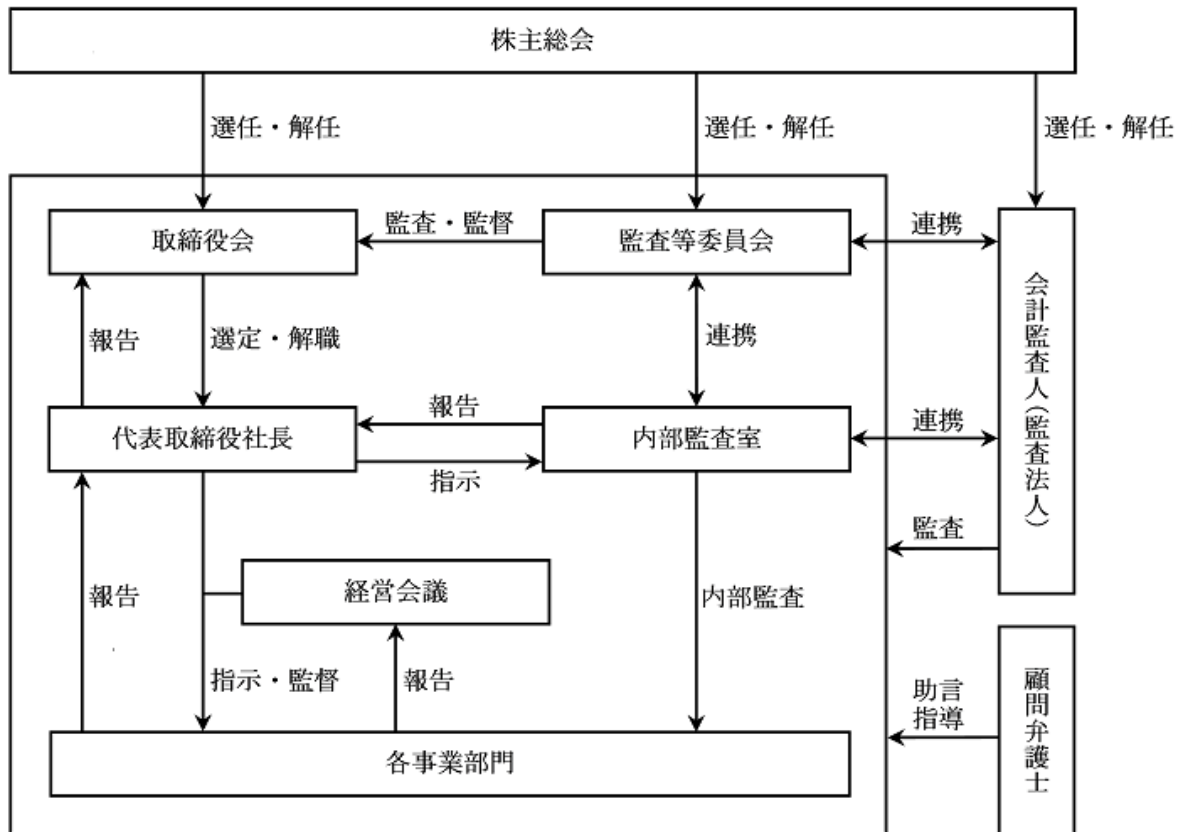 株主総会
選任・解任
選任・解任
選任・解任
取締役会
監査・監督
監査等委員会
連携
会計監査人(監査法人)
報告
選定・解職
連携
代表取締役社長
報告
指示
内部監査室
連携
監査
報告
経営会議
内部監査
指示・監督
報告
助言
指導
顧問弁護士
各事業部門